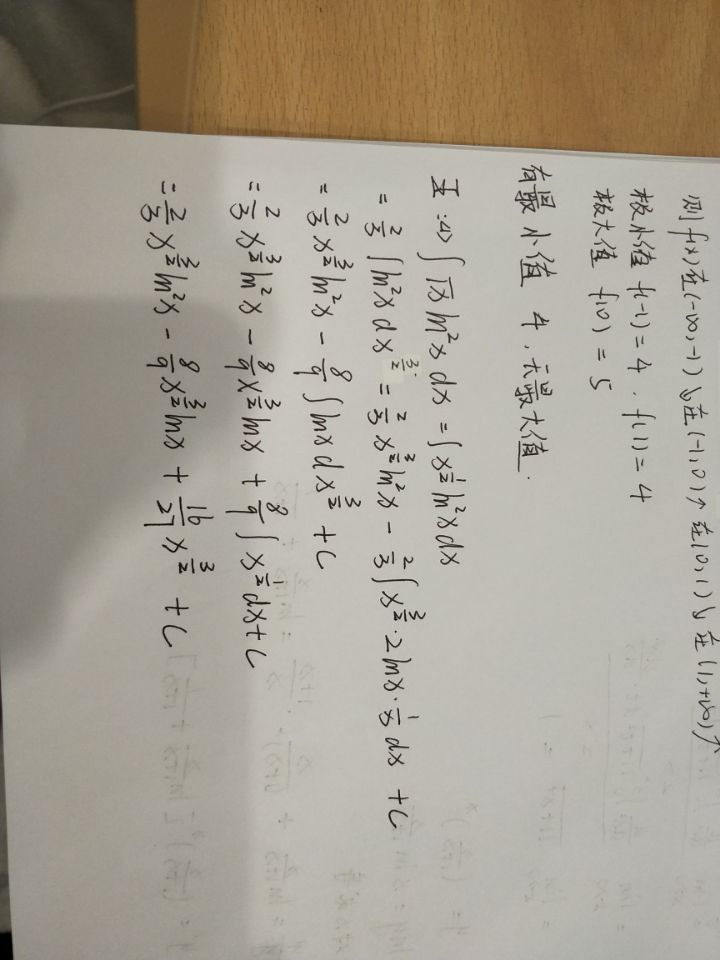 则 f(x)在(-∞,-1)↘在(-1,0)↗在(0,1)↘在(1,+∞)↗
极小值 f(-1)=4 . f(1)=4
极大值 f(0)=5
有最小值 4,无最大值.
五:(1) ∫√x ln²x dx = ∫x^(1/2) ln²x dx
= 2/3 ∫ ln²x d x^(3/2) = 2/3 x^(3/2) ln²x - 2/3 ∫ x^(3/2) · 2lnx · 1/x dx + C
= 2/3 x^(3/2) ln²x - 8/9 ∫ lnx d x^(3/2) + C
= 2/3 x^(3/2) ln²x - 8/9 x^(3/2) lnx + 8/9 ∫ x^(1/2) dx + C
= 2/3 x^(3/2) ln²x - 8/9 x^(3/2) lnx + 16/27 x^(3/2) + C